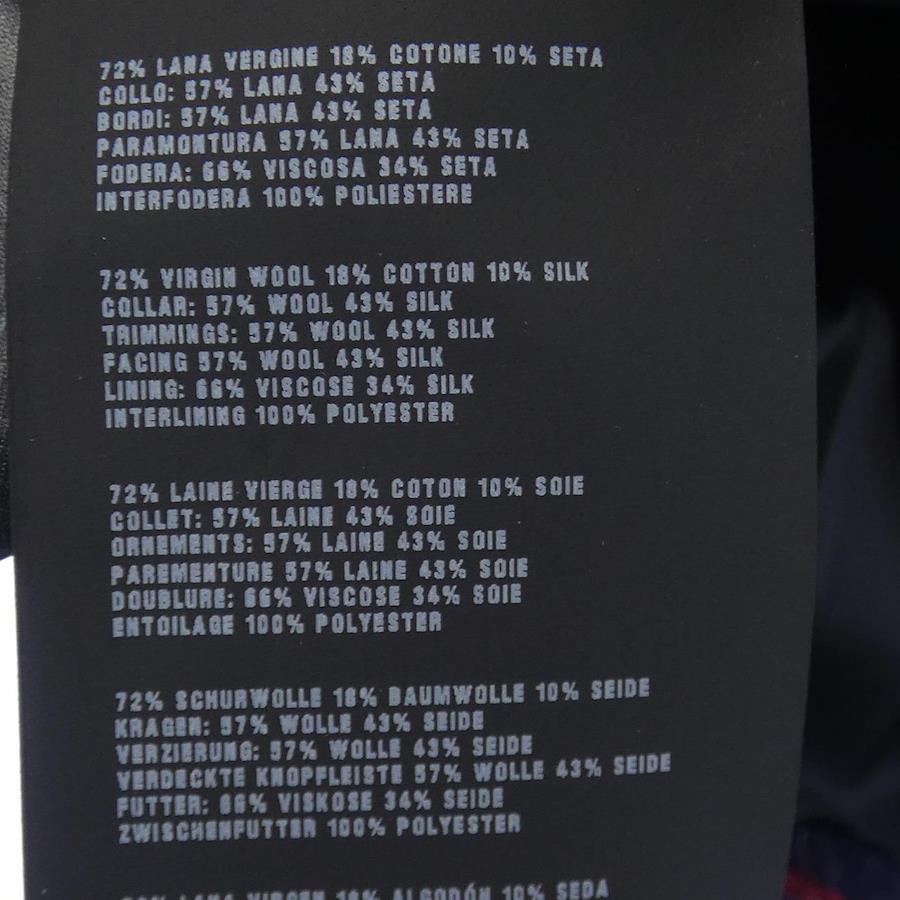 72% LANA VERGINE 18% COTONE 10% SETA
COLLO: 57% LANA 43% SETA
BORDI: 57% LANA 43% SETA
PARAMONTURA 57% LANA 43% SETA
FODERA: 66% VISCOSA 34% SETA
INTERFODERA 100% POLIESTERE
72% VIRGIN WOOL 18% COTTON 10% SILK
COLLAR: 57% WOOL 43% SILK
TRIMMINGS: 57% WOOL 43% SILK
FACING 57% WOOL 43% SILK
LINING: 66% VISCOSE 34% SILK
INTERLINING 100% POLYESTER
72% LAINE VIERGE 18% COTON 10% SOIE
COLLET: 57% LAINE 43% SOIE
ORNEMENTS: 57% LAINE 43% SOIE
PAREMENTURE 57% LAINE 43% SOIE
DOUBLURE: 66% VISCOSE 34% SOIE
ENTOILAGE 100% POLYESTER
72% SCHURWOLLE 18% BAUMWOLLE 10% SEIDE
KRAGEN: 57% WOLLE 43% SEIDE
VERZIERUNG: 57% WOLLE 43% SEIDE
VERDECKTE KNOPFLEISTE 57% WOLLE 43% SEIDE
FUTTER: 66% VISKOSE 34% SEIDE
ZWISCHENFUTTER 100% POLYESTER
LANA VIRGEN 18% ALGODÓN 10% SEDA